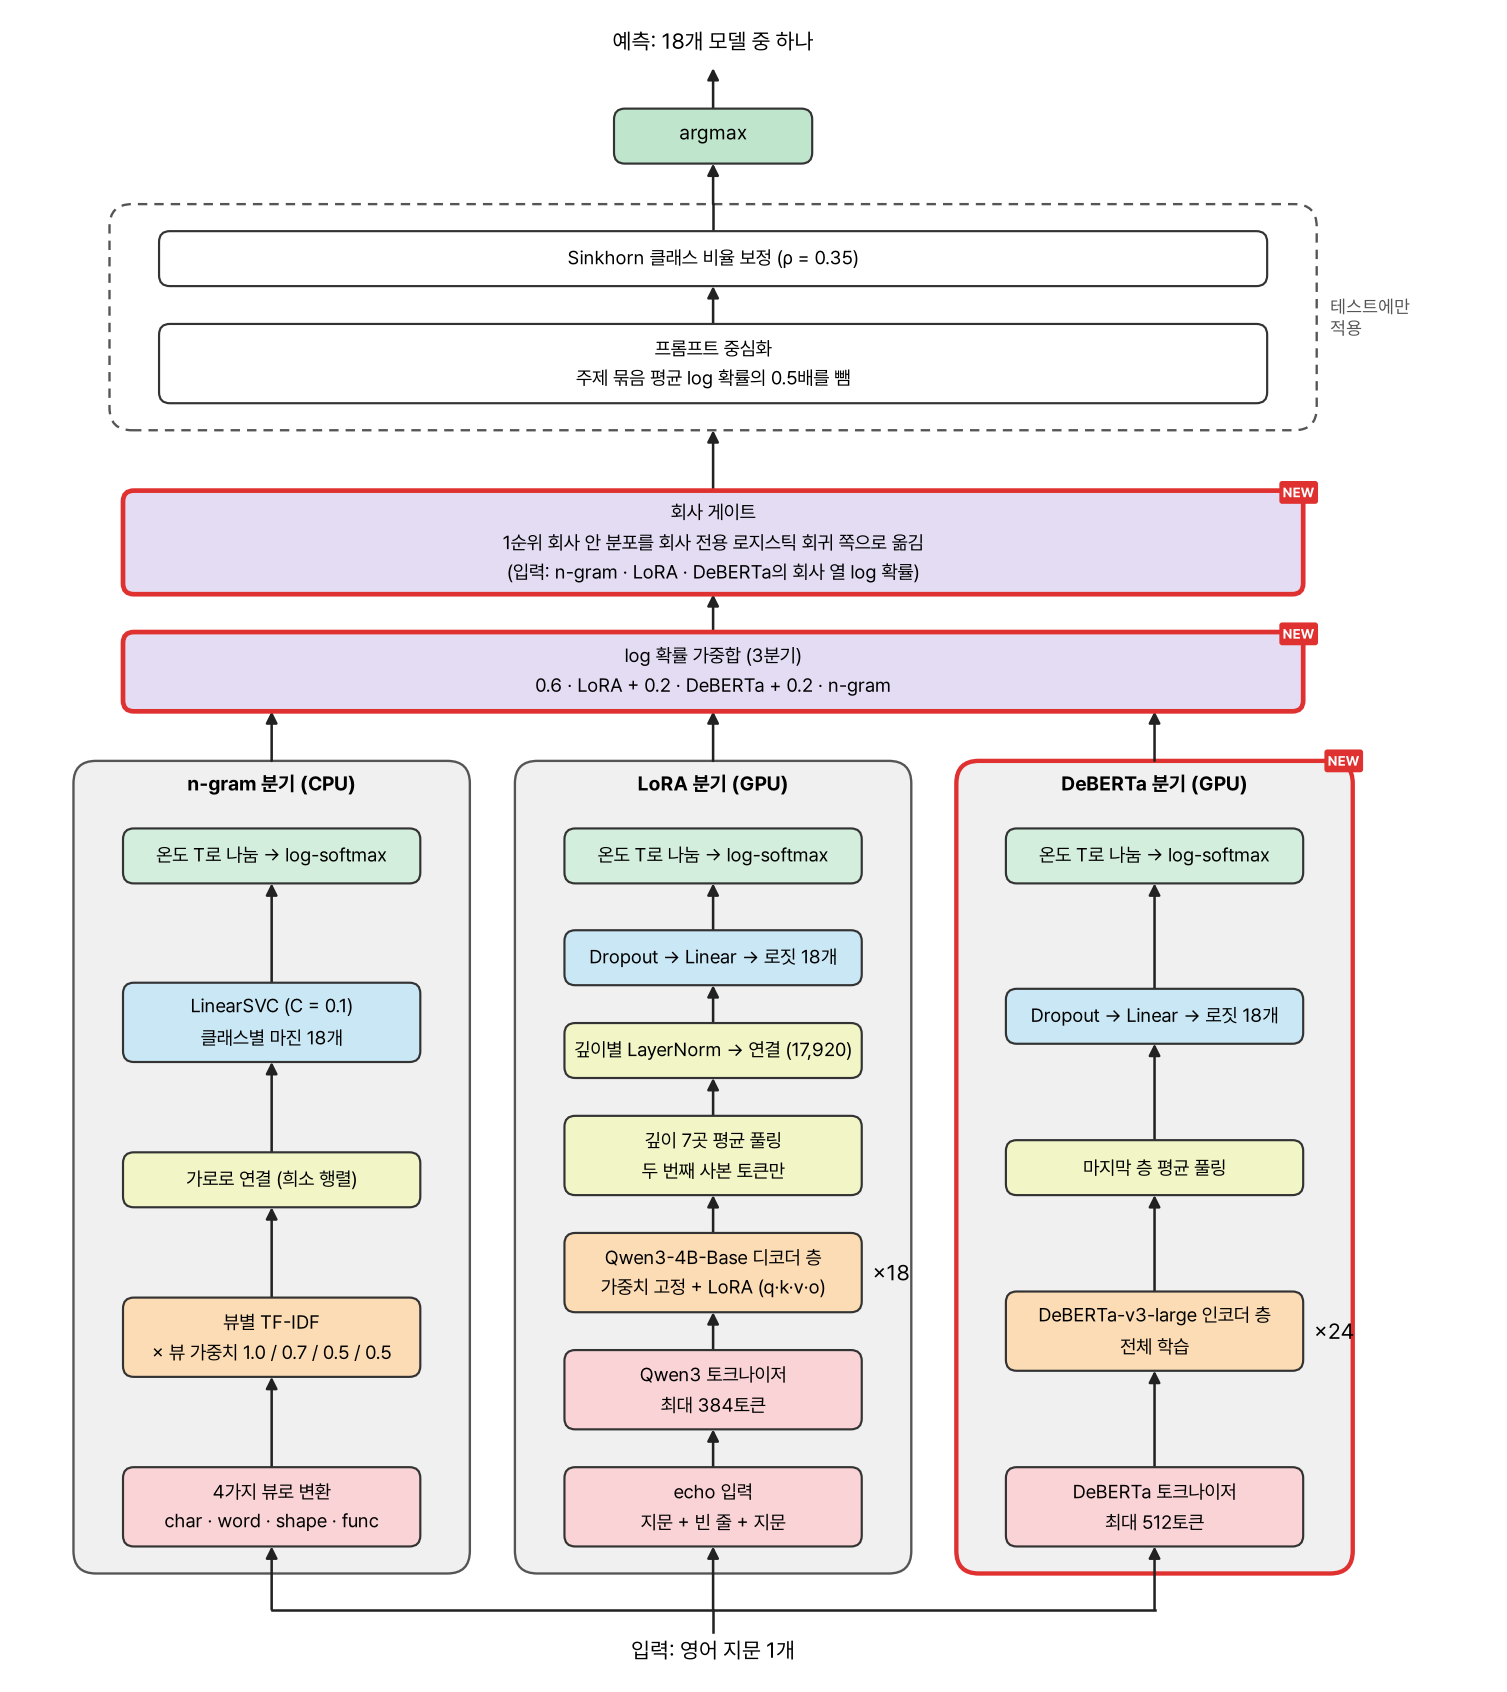 예측: 18개 모델 중 하나
argmax
Sinkhorn 클래스 비율 보정 (ρ = 0.35)
프롬프트 중심화
주제 묶음 평균 log 확률의 0.5배를 뺌
테스트에만
적용
NEW
회사 게이트
1순위 회사 안 분포를 회사 전용 로지스틱 회귀 쪽으로 옮김
(입력: n-gram · LoRA · DeBERTa의 회사 열 log 확률)
NEW
log 확률 가중합 (3분기)
0.6 · LoRA + 0.2 · DeBERTa + 0.2 · n-gram
n-gram 분기 (CPU)
온도 T로 나눔 → log-softmax
LinearSVC (C = 0.1)
클래스별 마진 18개
가로로 연결 (희소 행렬)
뷰별 TF-IDF
× 뷰 가중치 1.0 / 0.7 / 0.5 / 0.5
4가지 뷰로 변환
char · word · shape · func
LoRA 분기 (GPU)
온도 T로 나눔 → log-softmax
Dropout → Linear → 로짓 18개
깊이별 LayerNorm → 연결 (17,920)
깊이 7곳 평균 풀링
두 번째 사본 토큰만
Qwen3-4B-Base 디코더 층
가중치 고정 + LoRA (q·k·v·o)
×18
Qwen3 토크나이저
최대 384토큰
echo 입력
지문 + 빈 줄 + 지문
NEW
DeBERTa 분기 (GPU)
온도 T로 나눔 → log-softmax
Dropout → Linear → 로짓 18개
마지막 층 평균 풀링
DeBERTa-v3-large 인코더 층
전체 학습
×24
DeBERTa 토크나이저
최대 512토큰
입력: 영어 지문 1개